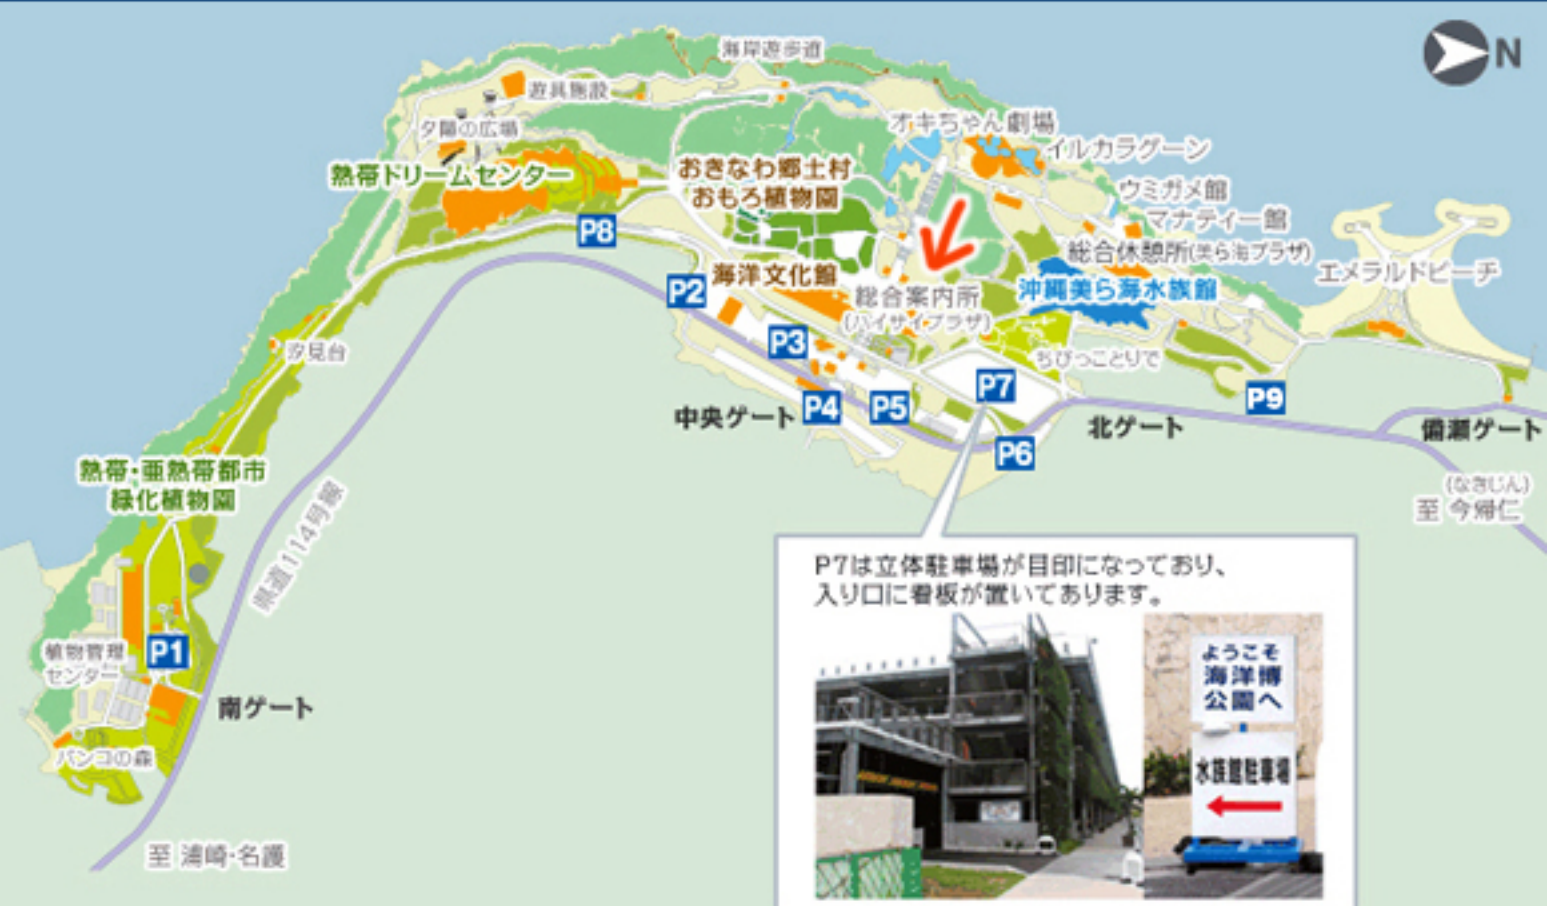 N
海岸遊歩道
遊具施設
夕陽の広場
オキちゃん劇場
イルカラグーン
熱帯ドリームセンター
おきなわ郷土村
おもろ植物園
ウミガメ館
マナティー館
総合休憩所(美ら海プラザ)
エメラルドビーチ
P8
海洋文化館
P2
総合案内所
(ハイサイプラザ)
沖縄美ら海水族館
P3
汐見台
ちびっことりで
P7
P4
P5
P9
中央ゲート
北ゲート
備瀬ゲート
P6
熱帯・亜熱帯都市
緑化植物園
県道114号線
(なきじん)
至 今帰仁
P7は立体駐車場が目印になっており、
入り口に看板が置いてあります。
植物管理
センター
P1
南ゲート
バンコの森
至 浦崎・名護
ようこそ
海洋博
公園へ
水族館駐車場